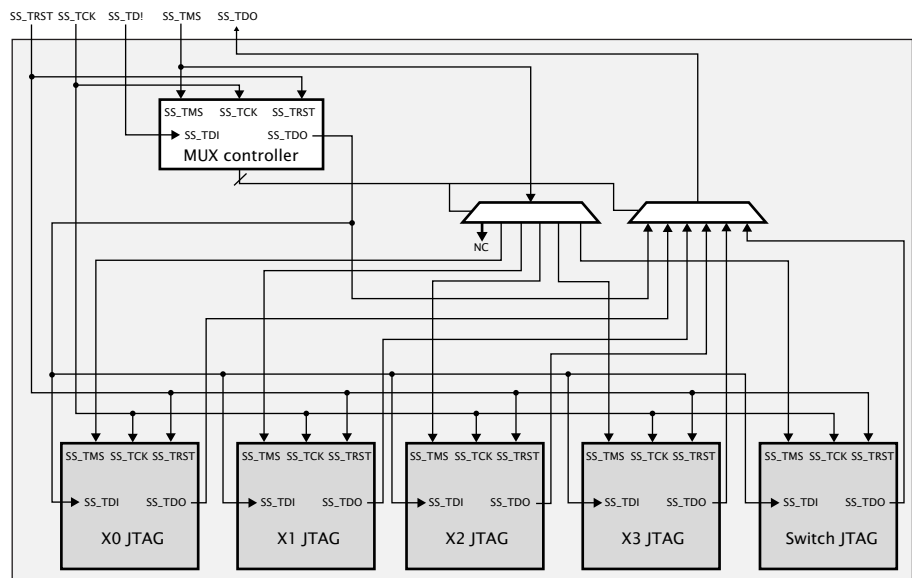 SS_TRST SS_TCK SS_TD! SS_TMS SS_TDO
SS_TMS SS_TCK SS_TRST
SS_TDI SS_TDO
MUX controller
NC
SS_TMS SS_TCK SS_TRST
SS_TDI SS_TDO
X0 JTAG
SS_TMS SS_TCK SS_TRST
SS_TDI SS_TDO
X1 JTAG
SS_TMS SS_TCK SS_TRST
SS_TDI SS_TDO
X2 JTAG
SS_TMS SS_TCK SS_TRST
SS_TDI SS_TDO
X3 JTAG
SS_TMS SS_TCK SS_TRST
SS_TDI SS_TDO
Switch JTAG